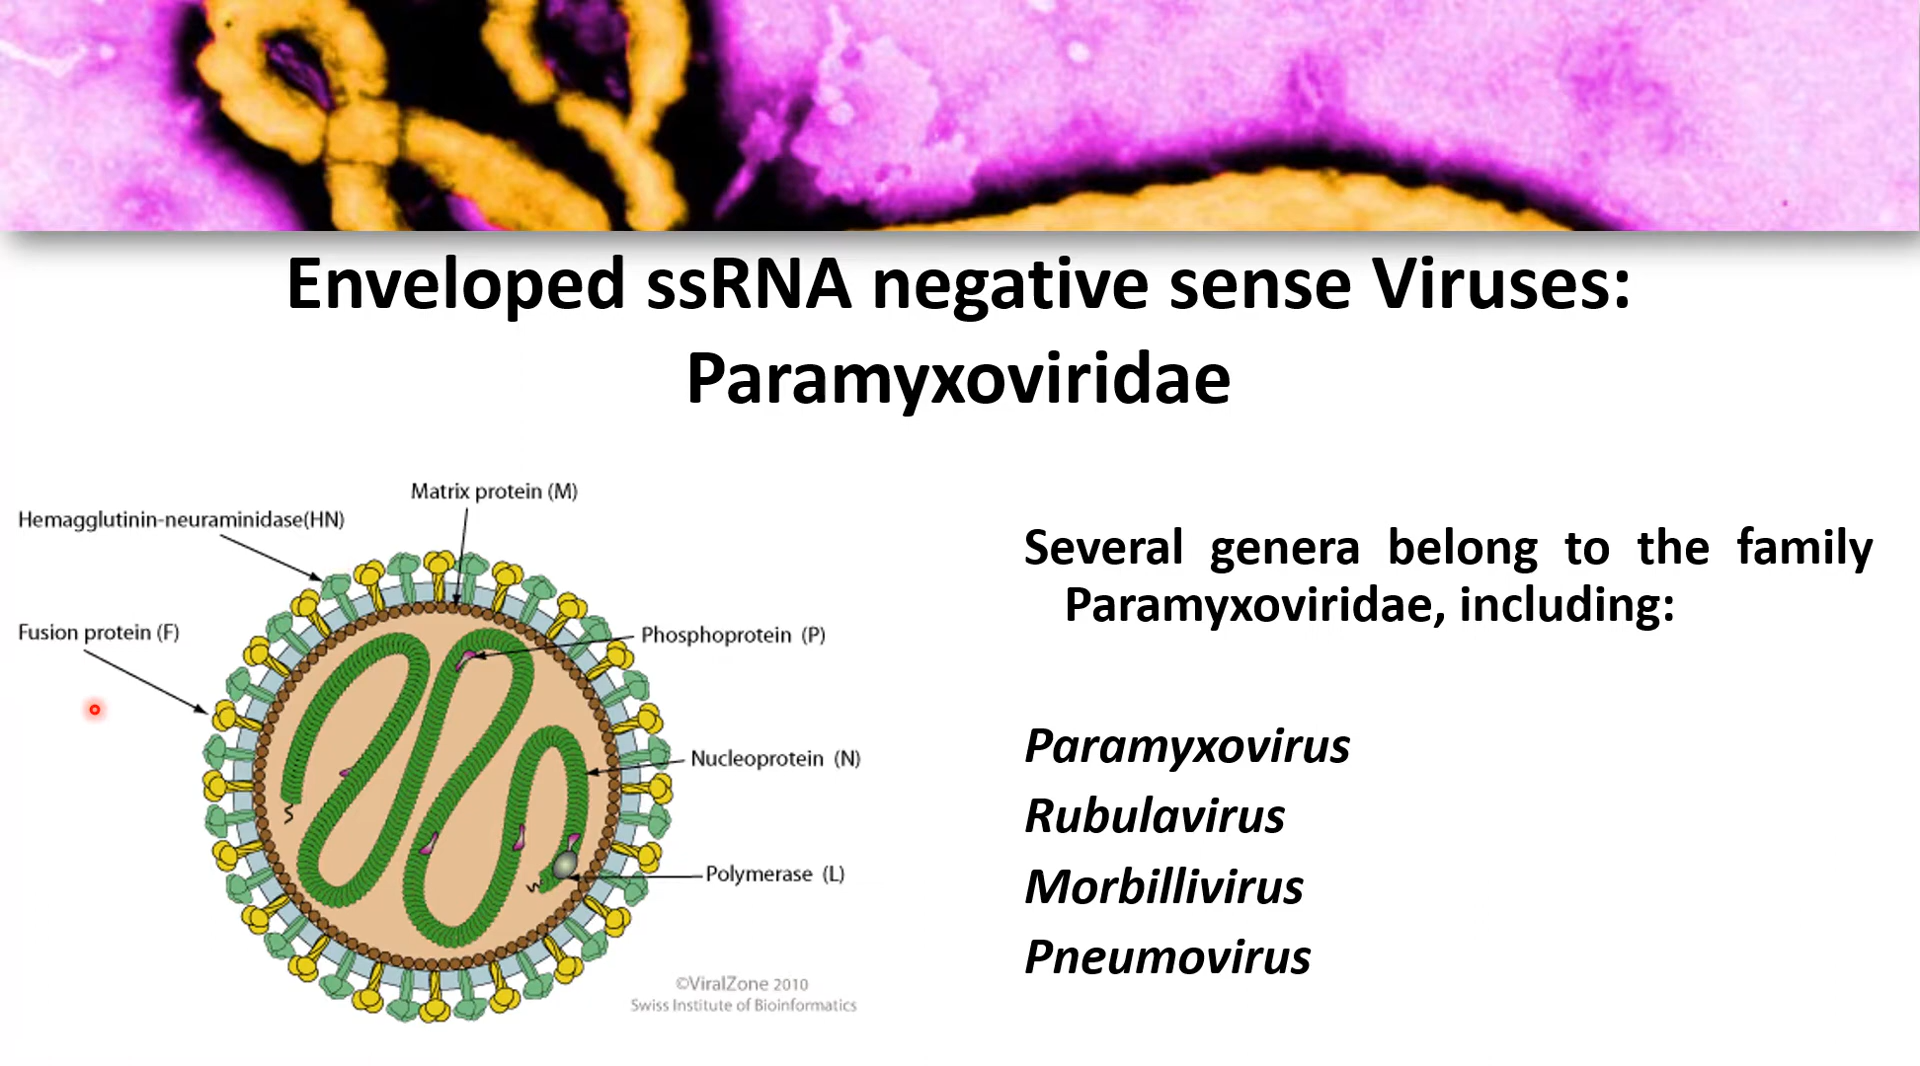 Enveloped ssRNA negative sense Viruses:
Paramyxoviridae
Matrix protein (M)
Hemagglutinin-neuraminidase(HN)
Fusion protein (F)
Phosphoprotein (P)
Nucleoprotein (N)
Polymerase (L)
©ViralZone 2010
Swiss Institute of Bioinformatics
Several genera belong to the family
Paramyxoviridae, including:
Paramyxovirus
Rubulavirus
Morbillivirus
Pneumovirus